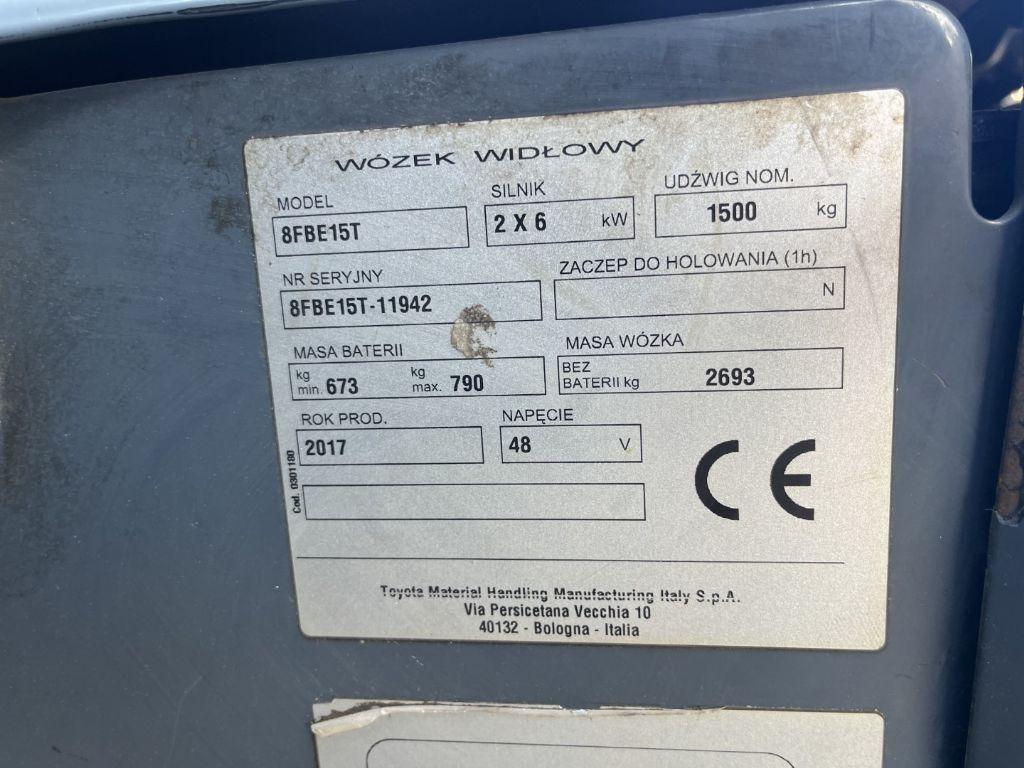 WÓZEK WIDŁOWY
MODEL
8FBE15T
SILNIK
2 X 6 kW
UDŹWIG NOM.
1500 kg
NR SERYJNY
8FBE15T-11942
ZACZEP DO HOLOWANIA (1h)
N
MASA BATERII
kg min. 673 kg max. 790
MASA WÓZKA
BEZ
BATERII kg 2693
ROK PROD.
2017
NAPĘCIE
48 V
Cod. 0301180
CE
Toyota Material Handling Manufacturing Italy S.p.A.
Via Persicetana Vecchia 10
40132 - Bologna - Italia